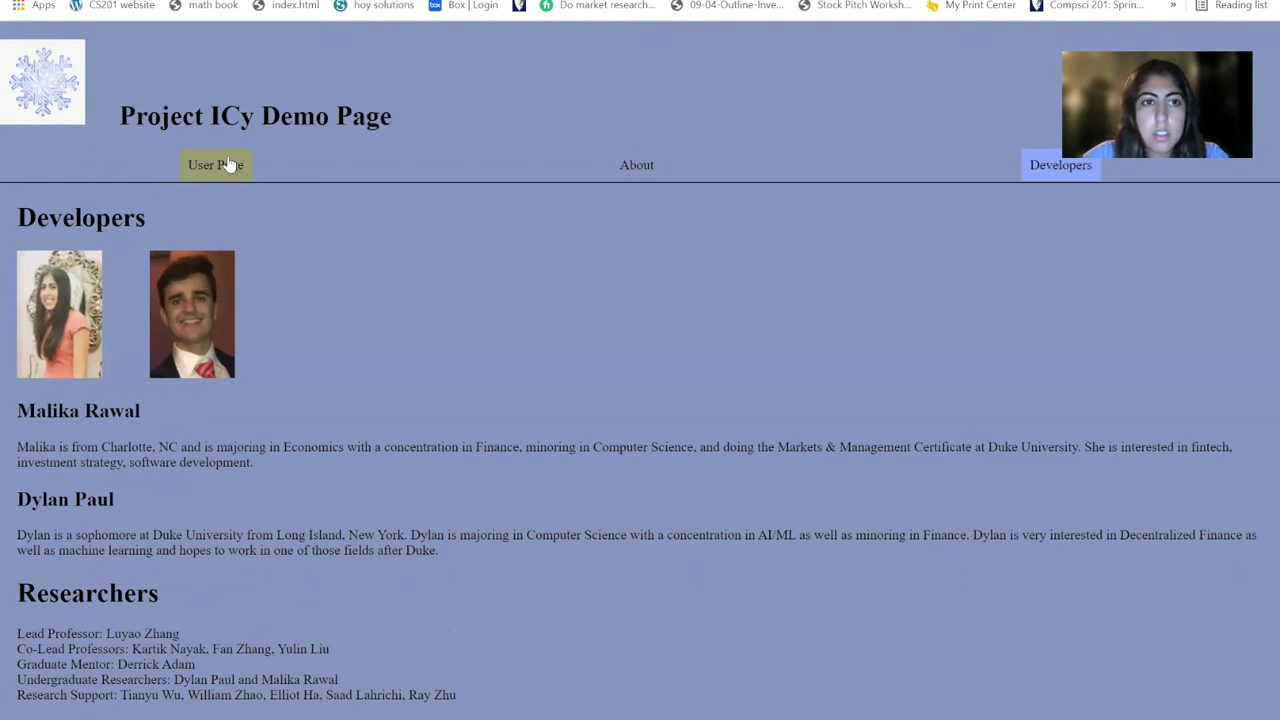 Apps
CS201 website
math book
index.html
hoy solutions
box
Box | Login
Do market research...
09-04-Outline-Inve...
Stock Pitch Worksh...
My Print Center
Compsci 201: Sprin...
»
Reading list
Project ICy Demo Page
User Page
About
Developers
Developers
Malika Rawal
Malika is from Charlotte, NC and is majoring in Economics with a concentration in Finance, minoring in Computer Science, and doing the Markets & Management Certificate at Duke University. She is interested in fintech,
investment strategy, software development.
Dylan Paul
Dylan is a sophomore at Duke University from Long Island, New York. Dylan is majoring in Computer Science with a concentration in AI/ML as well as minoring in Finance. Dylan is very interested in Decentralized Finance as
well as machine learning and hopes to work in one of those fields after Duke.
Researchers
Lead Professor: Luyao Zhang
Co-Lead Professors: Kartik Nayak, Fan Zhang, Yulin Liu
Graduate Mentor: Derrick Adam
Undergraduate Researchers: Dylan Paul and Malika Rawal
Research Support: Tianyu Wu, William Zhao, Elliot Ha, Saad Lahrichi, Ray Zhu